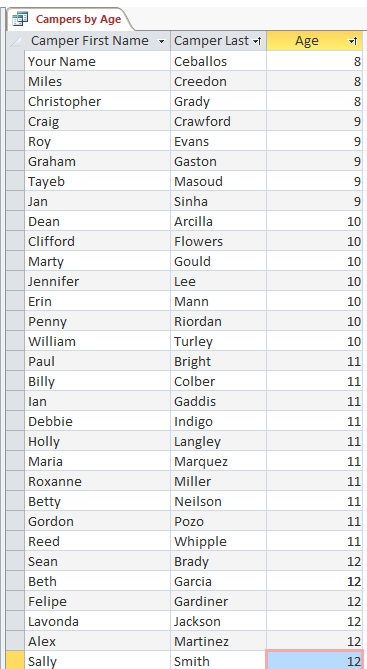 Campers by Age
Camper First Name Camper Last Age
Your Name Ceballos 8
Miles Creedon 8
Christopher Grady 8
Craig Crawford 9
Roy Evans 9
Graham Gaston 9
Tayeb Masoud 9
Jan Sinha 9
Dean Arcilla 10
Clifford Flowers 10
Marty Gould 10
Jennifer Lee 10
Erin Mann 10
Penny Riordan 10
William Turley 10
Paul Bright 11
Billy Colber 11
Ian Gaddis 11
Debbie Indigo 11
Holly Langley 11
Maria Marquez 11
Roxanne Miller 11
Betty Neilson 11
Gordon Pozo 11
Reed Whipple 11
Sean Brady 12
Beth Garcia 12
Felipe Gardiner 12
Lavonda Jackson 12
Alex Martinez 12
Sally Smith 12